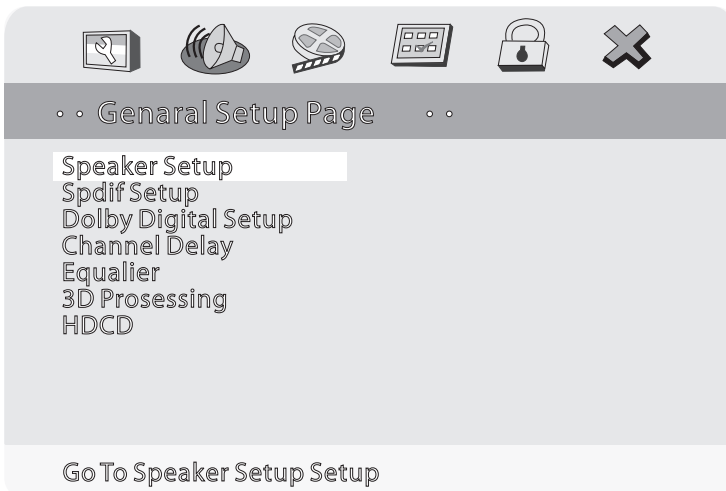 Genaral Setup Page
Speaker Setup
Spdif Setup
Dolby Digital Setup
Channel Delay
Equalier
3D Prosessing
HDCD
Go To Speaker Setup Setup